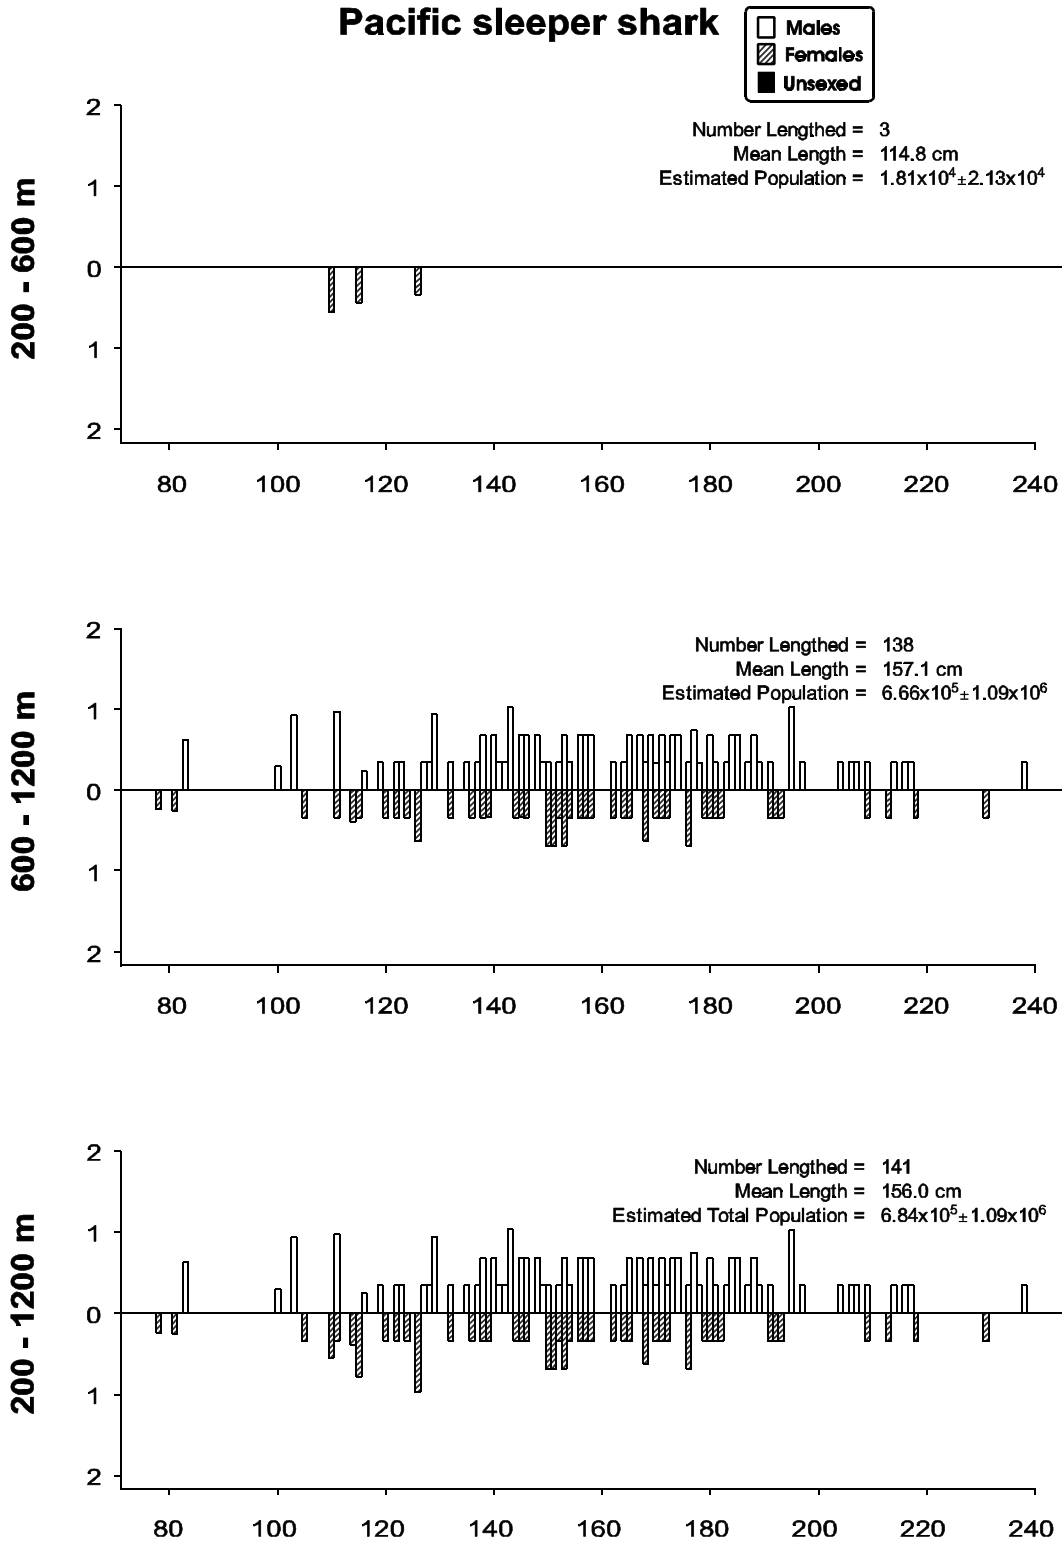 Pacific sleeper shark
Males
Females
Unsexed
200 - 600 m
2
1
0
1
2
Number Lengthed = 3
Mean Length = 114.8 cm
Estimated Population = 1.81x10⁴±2.13x10⁴
80 100 120 140 160 180 200 220 240
600 - 1200 m
2
1
0
1
2
Number Lengthed = 138
Mean Length = 157.1 cm
Estimated Population = 6.66x10⁵±1.09x10⁶
80 100 120 140 160 180 200 220 240
200 - 1200 m
2
1
0
1
2
Number Lengthed = 141
Mean Length = 156.0 cm
Estimated Total Population = 6.84x10⁵±1.09x10⁶
80 100 120 140 160 180 200 220 240